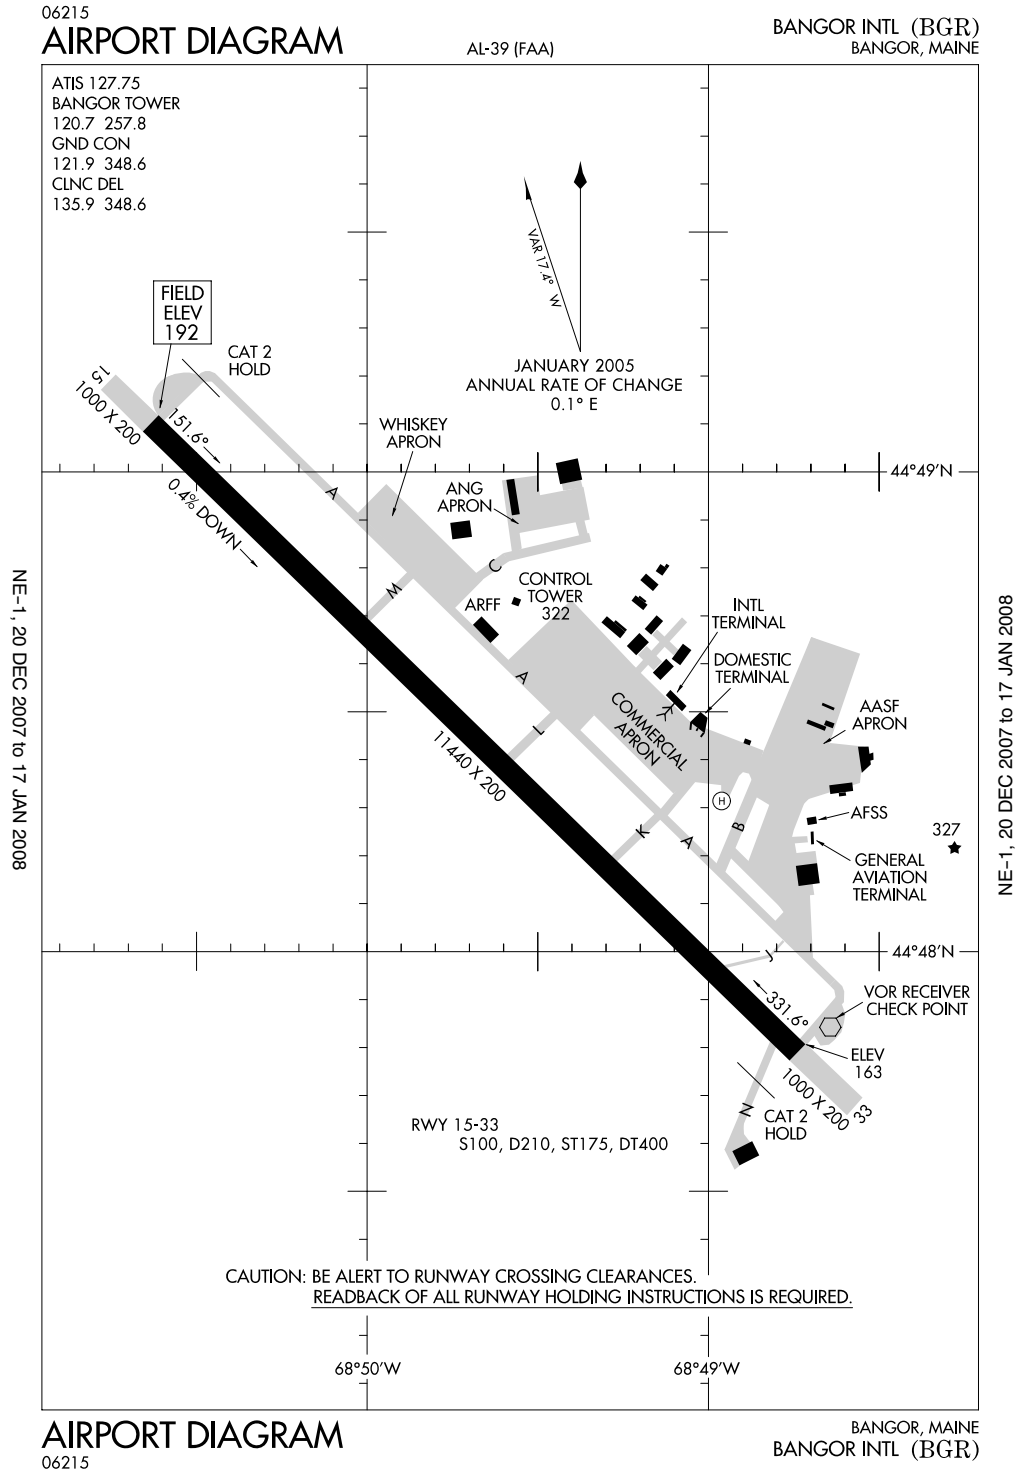 06215
AIRPORT DIAGRAM
AL-39 (FAA)
BANGOR INTL (BGR)
BANGOR, MAINE
ATIS 127.75
BANGOR TOWER
120.7 257.8
GND CON
121.9 348.6
CLNC DEL
135.9 348.6
VAR 17.4° W
JANUARY 2005
ANNUAL RATE OF CHANGE
0.1° E
FIELD
ELEV
192
CAT 2
HOLD
15
1000 X 200
151.6°
0.4% DOWN
WHISKEY
APRON
A
ANG
APRON
44°49'N
M
C
CONTROL
TOWER
322
ARFF
INTL
TERMINAL
DOMESTIC
TERMINAL
A
L
COMMERCIAL
APRON
AASF
APRON
11440 X 200
H
K
A
B
AFSS
327
GENERAL
AVIATION
TERMINAL
J
44°48'N
331.6°
VOR RECEIVER
CHECK POINT
ELEV
163
1000 X 200
33
N
CAT 2
HOLD
RWY 15-33
S100, D210, ST175, DT400
CAUTION: BE ALERT TO RUNWAY CROSSING CLEARANCES.
READBACK OF ALL RUNWAY HOLDING INSTRUCTIONS IS REQUIRED.
68°50'W
68°49'W
NE-1, 20 DEC 2007 to 17 JAN 2008
NE-1, 20 DEC 2007 to 17 JAN 2008
AIRPORT DIAGRAM
06215
BANGOR, MAINE
BANGOR INTL (BGR)